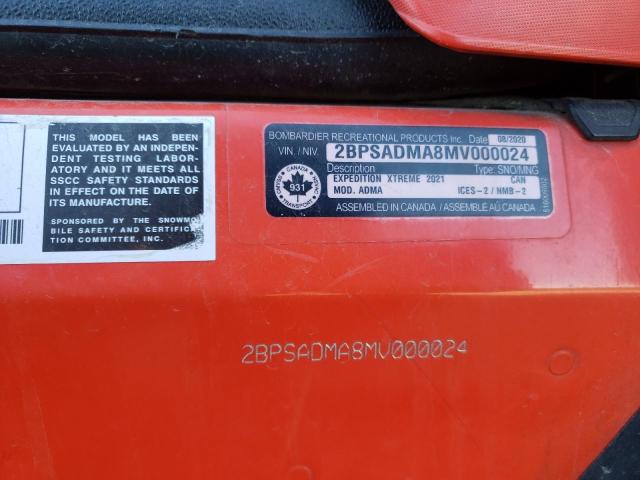 THIS MODEL HAS BEEN
EVALUATED BY AN INDEPEN-
DENT TESTING LABOR-
ATORY AND IT MEETS ALL
SSCC SAFETY STANDARDS
IN EFFECT ON THE DATE OF
ITS MANUFACTURE.
SPONSORED BY THE SNOWMO-
BILE SAFETY AND CERTIFICA-
TION COMMITTEE, INC.
BOMBARDIER RECREATIONAL PRODUCTS Inc. Date 08/2020
VIN. / NIV. 2BPSADMA8MV000024
Description Type: SNO/MNG
EXPEDITION XTREME 2021 CAN
MOD. ADMA ICES-2 / NMB-2
ASSEMBLED IN CANADA / ASSEMBLÉ AU CANADA
CANADA
931
TRANSPORT
2BPSADMA8MV000024